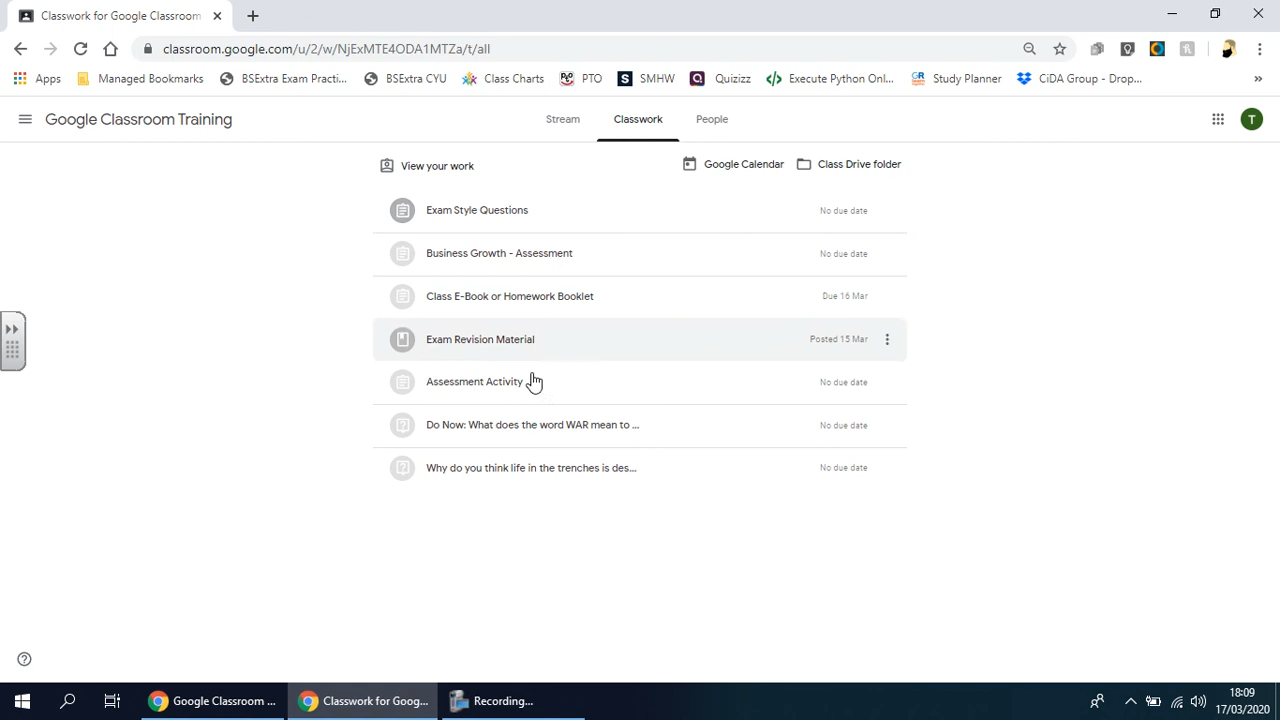 Classwork for Google Classroom
classroom.google.com/u/2/w/NjExMTE4ODA1MTZa/t/all
Apps Managed Bookmarks BSExtra Exam Practi... BSExtra CYU Class Charts PTO SMHW Quizizz Execute Python Onl... Study Planner CiDA Group - Drop... »
Google Classroom Training Stream Classwork People T
View your work Google Calendar Class Drive folder
Exam Style Questions No due date
Business Growth - Assessment No due date
Class E-Book or Homework Booklet Due 16 Mar
Exam Revision Material Posted 15 Mar
Assessment Activity No due date
Do Now: What does the word WAR mean to ... No due date
Why do you think life in the trenches is des... No due date
Google Classroom ... Classwork for Goog... Recording... 18:09
17/03/2020